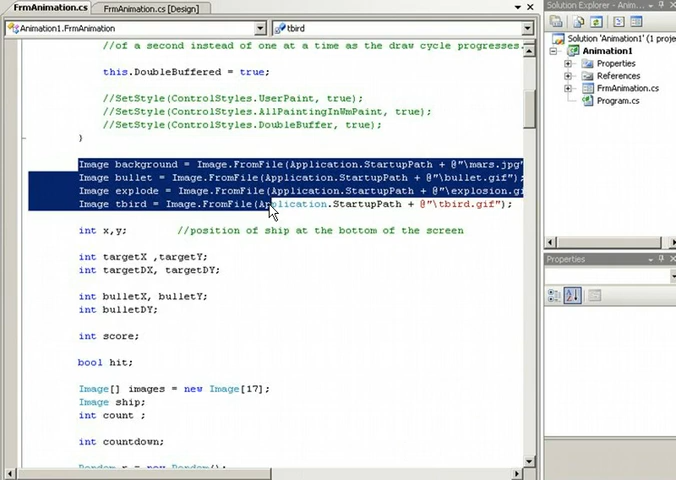 FrmAnimation.cs
FrmAnimation.cs [Design]
Solution Explorer - Anim...
Animation1.FrmAnimation
tbird
//of a second instead of one at a time as the draw cycle progresses.
this.DoubleBuffered = true;
//SetStyle(ControlStyles.UserPaint, true);
//SetStyle(ControlStyles.AllPaintingInWmPaint, true);
//SetStyle(ControlStyles.DoubleBuffer, true);
}
Image background = Image.FromFile(Application.StartupPath + @"\mars.jpg"
Image bullet = Image.FromFile(Application.StartupPath + @"\bullet.gif");
Image explode = Image.FromFile(Application.StartupPath + @"\explosion.gi
Image tbird = Image.FromFile(Application.StartupPath + @"\tbird.gif");
int x,y; //position of ship at the bottom of the screen
int targetX ,targetY;
int targetDX, targetDY;
int bulletX, bulletY;
int bulletDY;
int score;
bool hit;
Image[] images = new Image[17];
Image ship;
int count ;
int countdown;
Random r = new Random();
Solution 'Animation1' (1 proje
Animation1
Properties
References
FrmAnimation.cs
Program.cs
Properties